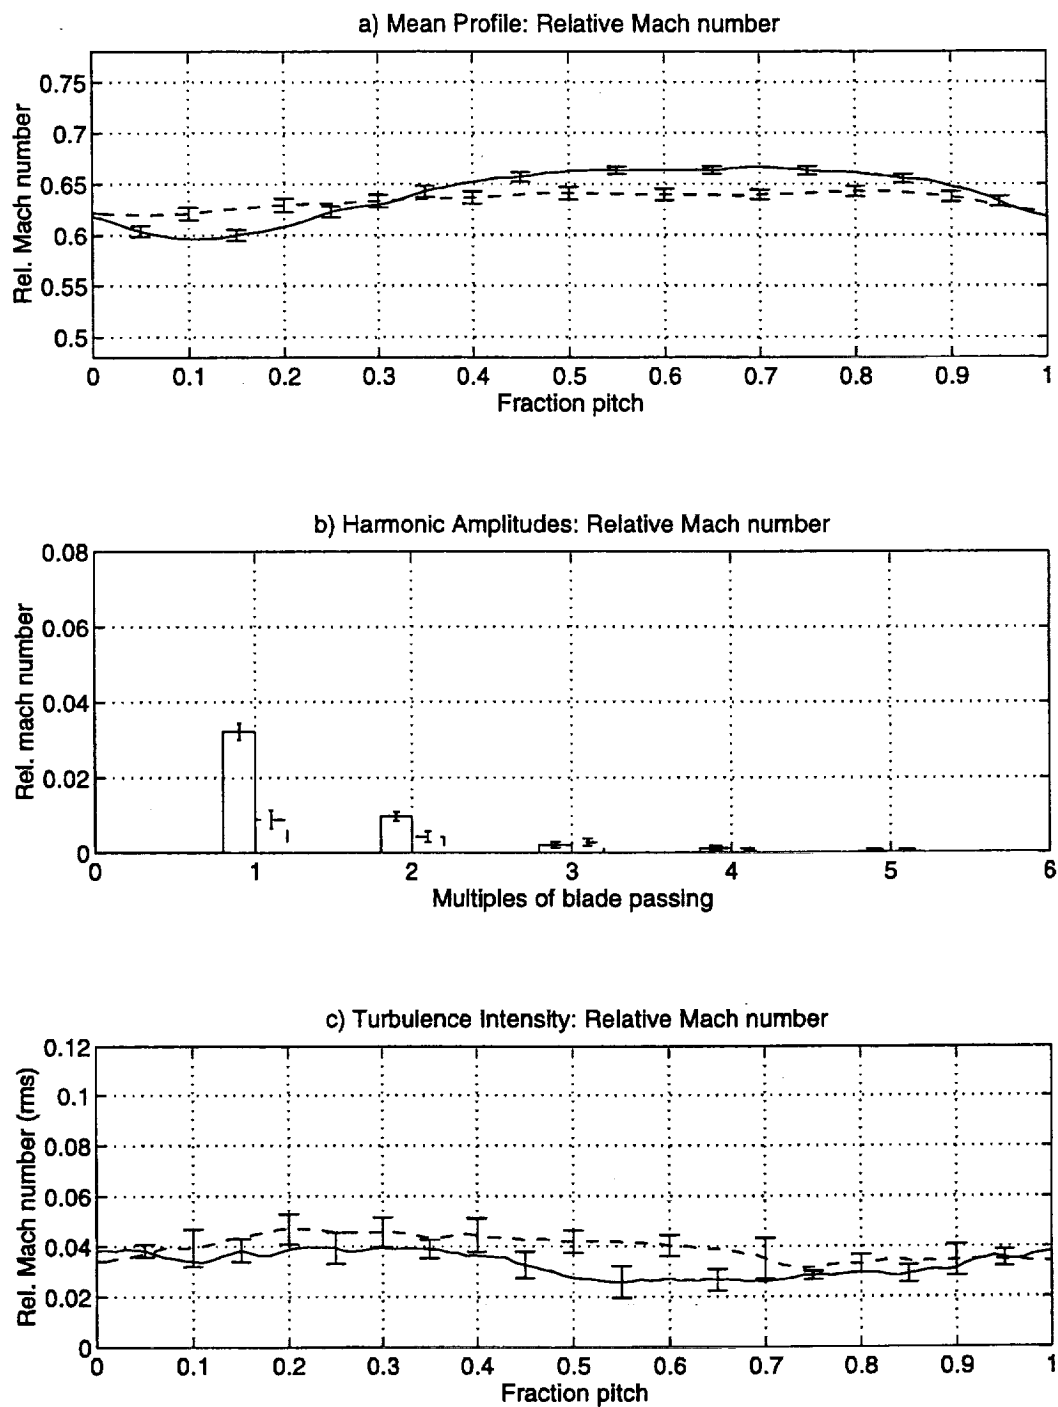 a) Mean Profile: Relative Mach number
Rel. Mach number
0.75
0.7
0.65
0.6
0.55
0.5
0 0.1 0.2 0.3 0.4 0.5 0.6 0.7 0.8 0.9 1
Fraction pitch
b) Harmonic Amplitudes: Relative Mach number
Rel. mach number
0.08
0.06
0.04
0.02
0
0 1 2 3 4 5 6
Multiples of blade passing
c) Turbulence Intensity: Relative Mach number
Rel. Mach number (rms)
0.12
0.1
0.08
0.06
0.04
0.02
0
0 0.1 0.2 0.3 0.4 0.5 0.6 0.7 0.8 0.9 1
Fraction pitch